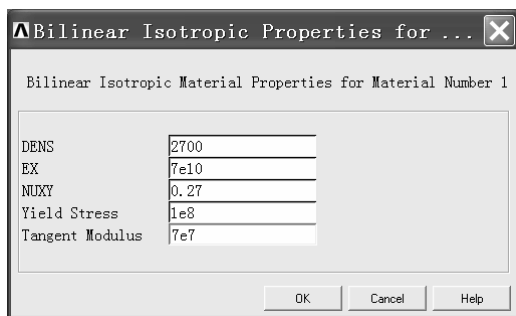 Bilinear Isotropic Properties for ...
Bilinear Isotropic Material Properties for Material Number 1
DENS 2700
EX 7e10
NUXY 0.27
Yield Stress 1e8
Tangent Modulus 7e7
OK Cancel Help